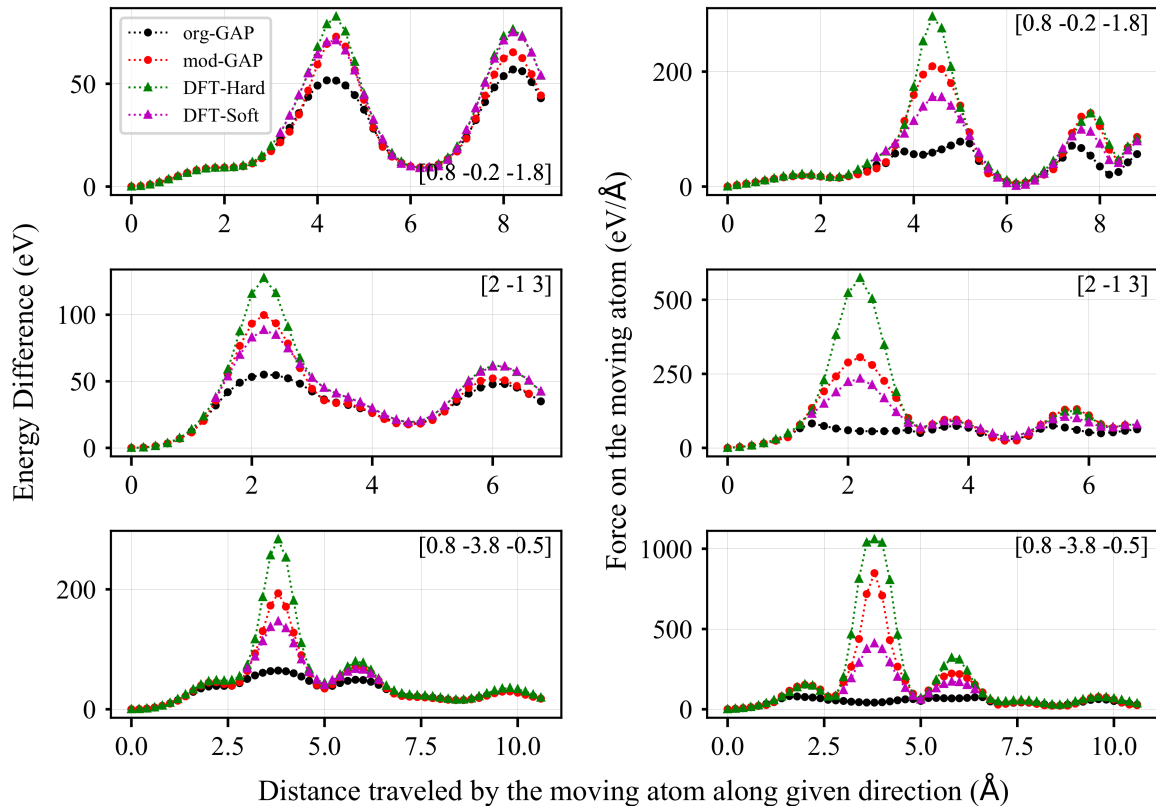 org-GAP
mod-GAP
DFT-Hard
DFT-Soft
[0.8 -0.2 -1.8]
50
0
0 2 4 6 8
[0.8 -0.2 -1.8]
200
0
0 2 4 6 8
[2 -1 3]
100
50
0
0 2 4 6
[2 -1 3]
500
250
0
0 2 4 6
[0.8 -3.8 -0.5]
200
0
0.0 2.5 5.0 7.5 10.0
[0.8 -3.8 -0.5]
1000
500
0
0.0 2.5 5.0 7.5 10.0
Energy Difference (eV)
Force on the moving atom (eV/Å)
Distance traveled by the moving atom along given direction (Å)